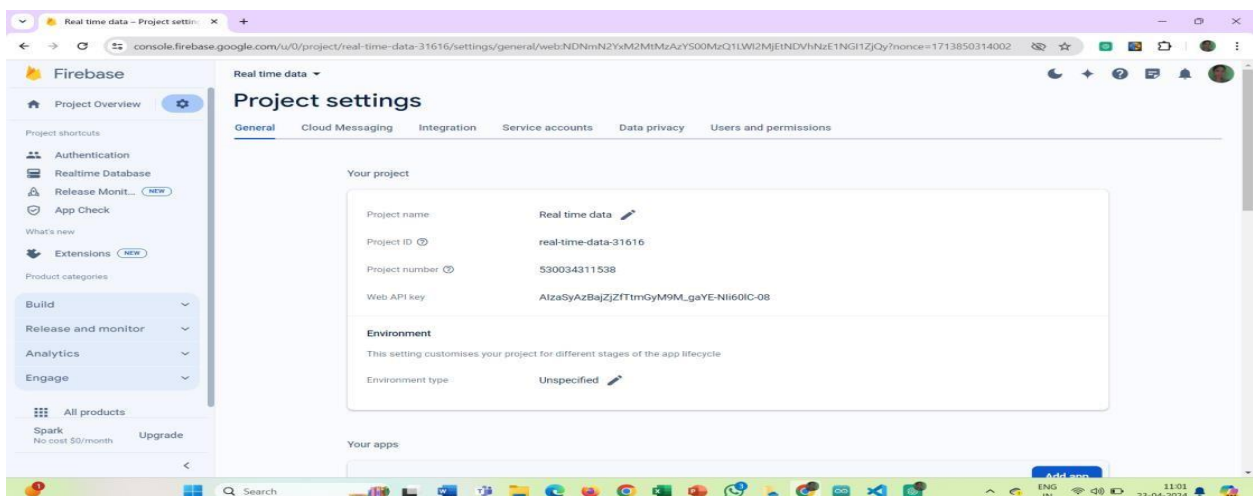 Real time data – Project settin
console.firebase.google.com/u/0/project/real-time-data-31616/settings/general/web:NDNmN2YxM2MtMzAzYS00MzQ1LWI2MjEtNDVhNzE1NGI1ZjQy?nonce=1713850314002
Firebase
Real time data
Project Overview
Project settings
General Cloud Messaging Integration Service accounts Data privacy Users and permissions
Project shortcuts
Authentication
Realtime Database
Release Monit... NEW
App Check
What's new
Extensions NEW
Product categories
Build
Release and monitor
Analytics
Engage
All products
Spark
No cost $0/month
Upgrade
Your project
Project name Real time data
Project ID real-time-data-31616
Project number 530034311538
Web API key AIzaSyAzBajZjZfTtmGyM9M_gaYE-NIi60lC-08
Environment
This setting customises your project for different stages of the app lifecycle
Environment type Unspecified
Your apps
Add app
Search
ENG
IN
11:01
23-04-2024